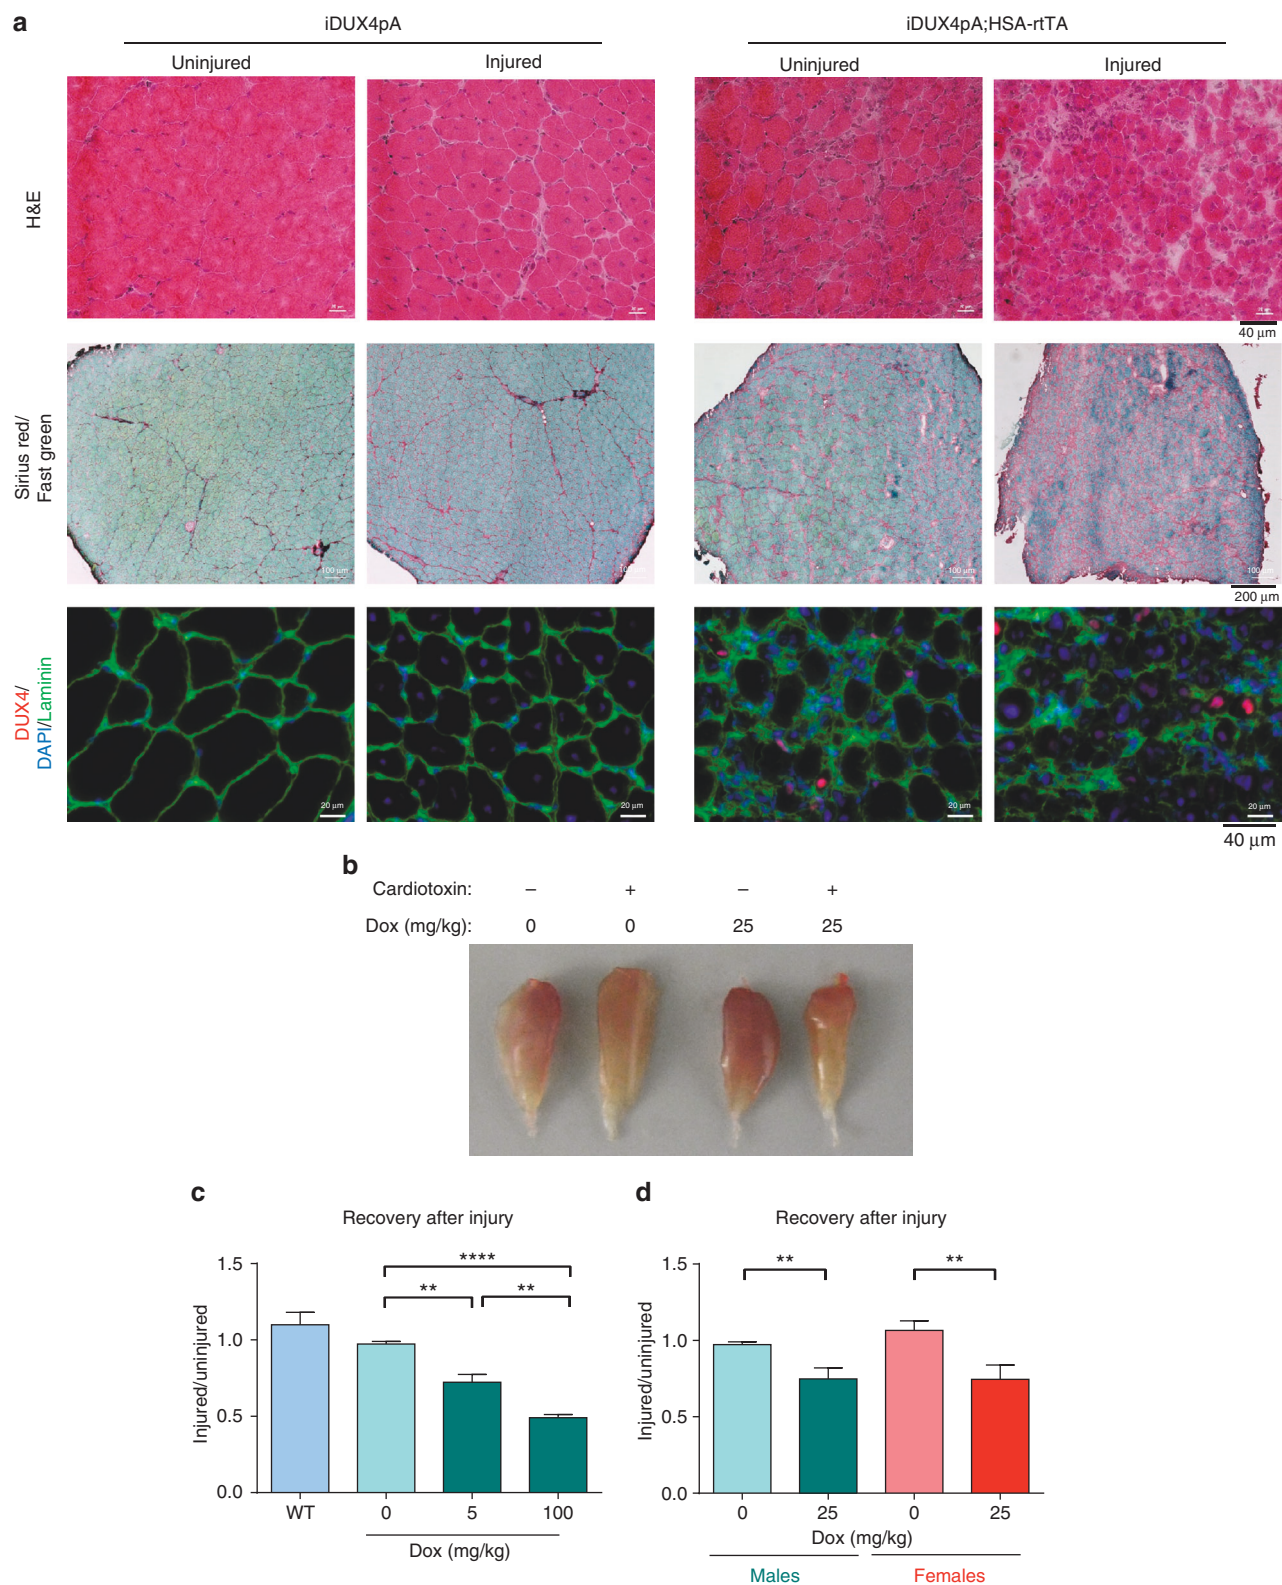 a
iDUX4pA
iDUX4pA;HSA-rtTA
Uninjured
Injured
Uninjured
Injured
H&E
40 μm
Sirius red/
Fast green
100 μm
100 μm
100 μm
100 μm
200 μm
DUX4/
DAPI/Laminin
20 μm
20 μm
20 μm
20 μm
40 μm
b
Cardiotoxin: – + – +
Dox (mg/kg): 0 0 25 25
c
Recovery after injury
Injured/uninjured
1.5
1.0
0.5
0.0
****
** **
WT 0 5 100
Dox (mg/kg)
d
Recovery after injury
Injured/uninjured
1.5
1.0
0.5
0.0
** **
0 25 0 25
Dox (mg/kg)
Males Females